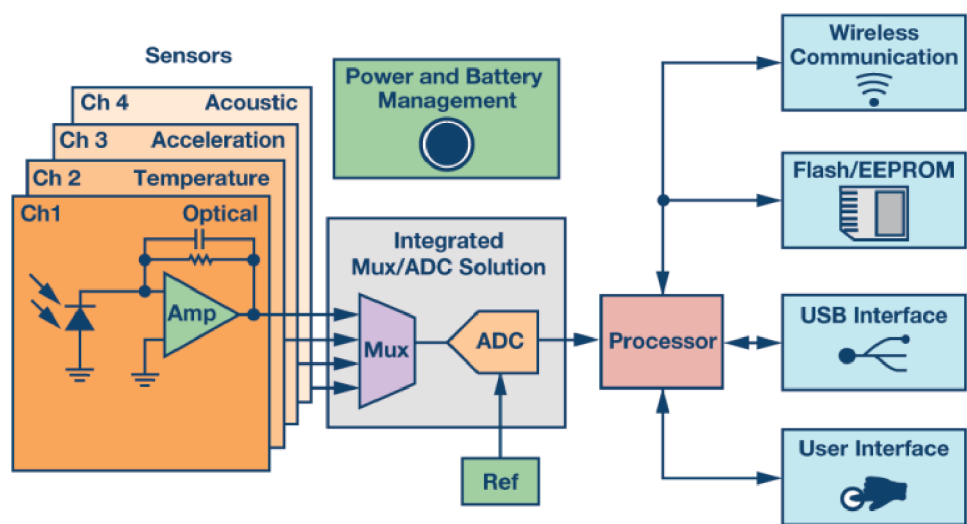 Sensors
Ch 4 Acoustic
Ch 3 Acceleration
Ch 2 Temperature
Ch1 Optical
Amp
Power and Battery
Management
Integrated
Mux/ADC Solution
Mux
ADC
Ref
Processor
Wireless
Communication
Flash/EEPROM
USB Interface
User Interface